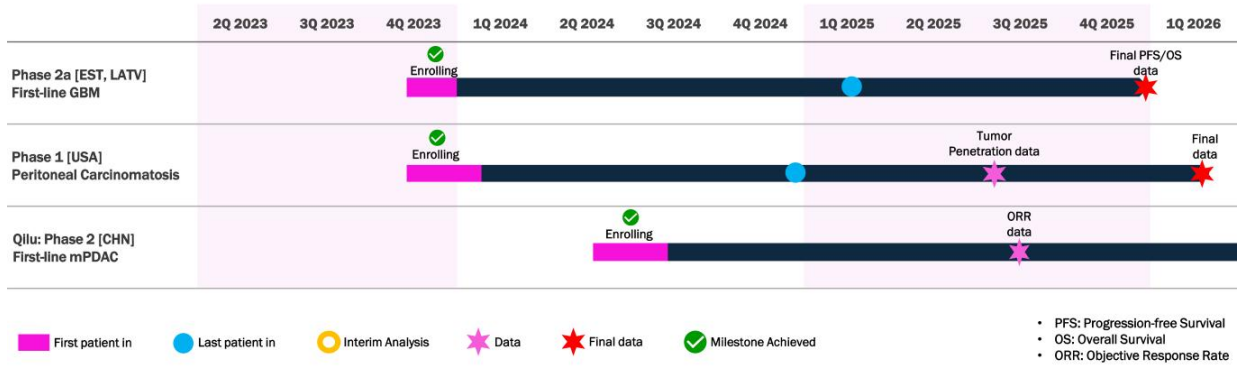 2Q 2023 3Q 2023 4Q 2023 1Q 2024 2Q 2024 3Q 2024 4Q 2024 1Q 2025 2Q 2025 3Q 2025 4Q 2025 1Q 2026
Phase 2a [EST, LATV]
First-line GBM
Enrolling
Final PFS/OS
data
Phase 1 [USA]
Peritoneal Carcinomatosis
Enrolling
Tumor
Penetration data
Final
data
Qilu: Phase 2 [CHN]
First-line mPDAC
Enrolling
ORR
data
First patient in
Last patient in
Interim Analysis
Data
Final data
Milestone Achieved
• PFS: Progression-free Survival
• OS: Overall Survival
• ORR: Objective Response Rate